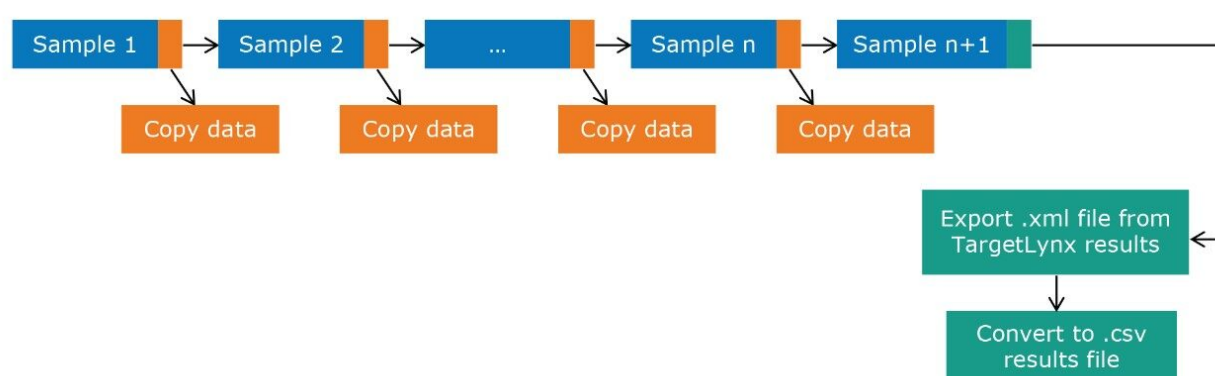 Sample 1
Sample 2
...
Sample n
Sample n+1
Copy data
Copy data
Copy data
Copy data
Export .xml file from
TargetLynx results
Convert to .csv
results file